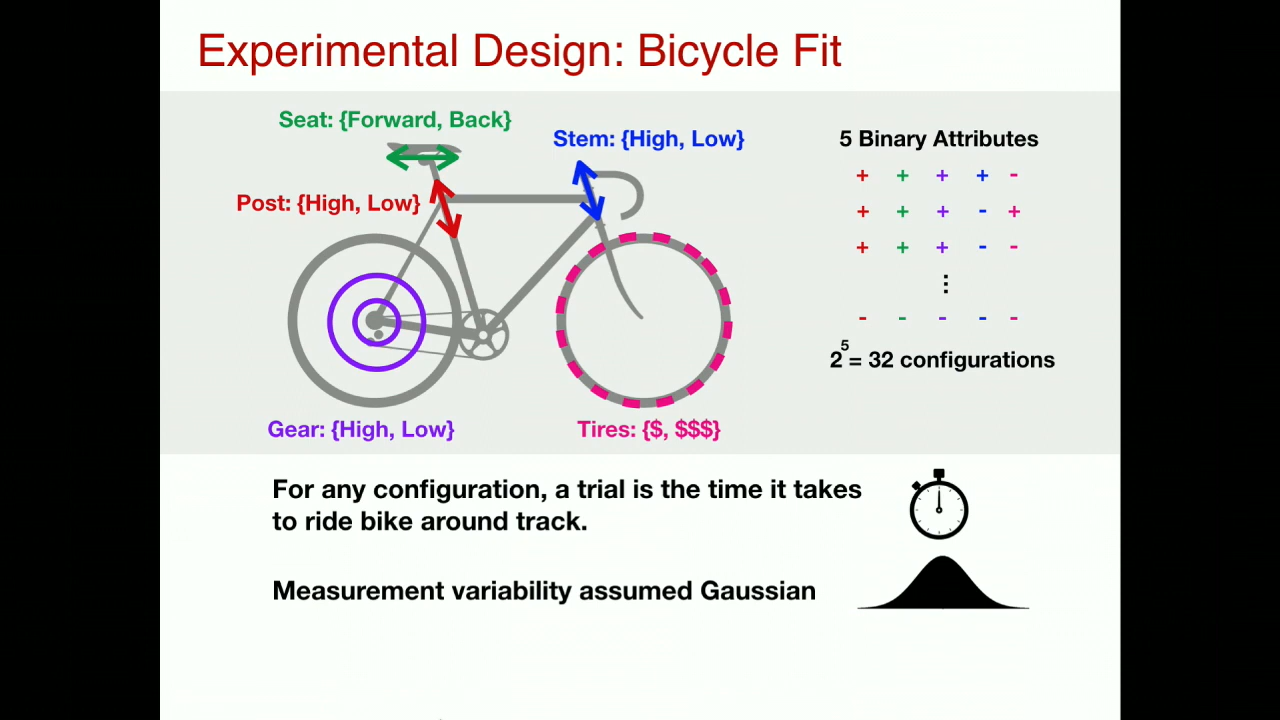 Experimental Design: Bicycle Fit
Seat: {Forward, Back}
Stem: {High, Low}
Post: {High, Low}
Gear: {High, Low}
Tires: {$, $$$}
5 Binary Attributes
+ + + + -
+ + + - +
+ + + - -
⋮
- - - - -
2⁵= 32 configurations
For any configuration, a trial is the time it takes
to ride bike around track.
Measurement variability assumed Gaussian